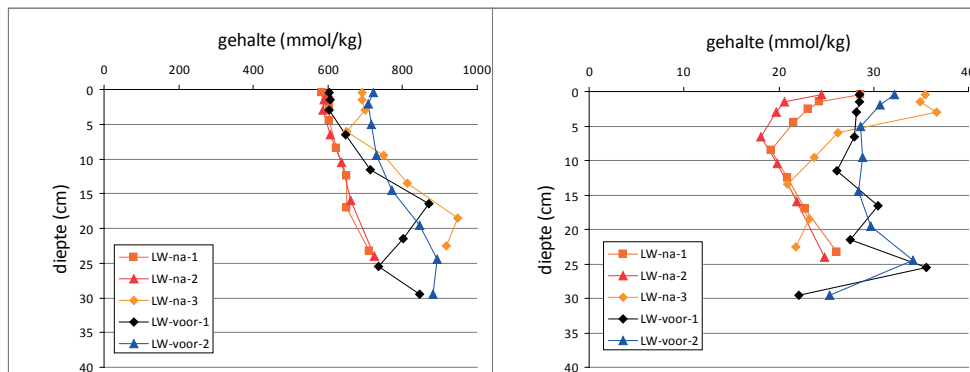 gehalte (mmol/kg)
0 200 400 600 800 1000
0
5
10
15
20
25
30
35
40
diepte (cm)
LW-na-1
LW-na-2
LW-na-3
LW-voor-1
LW-voor-2
gehalte (mmol/kg)
0 10 20 30 40
0
5
10
15
20
25
30
35
40
diepte (cm)
LW-na-1
LW-na-2
LW-na-3
LW-voor-1
LW-voor-2